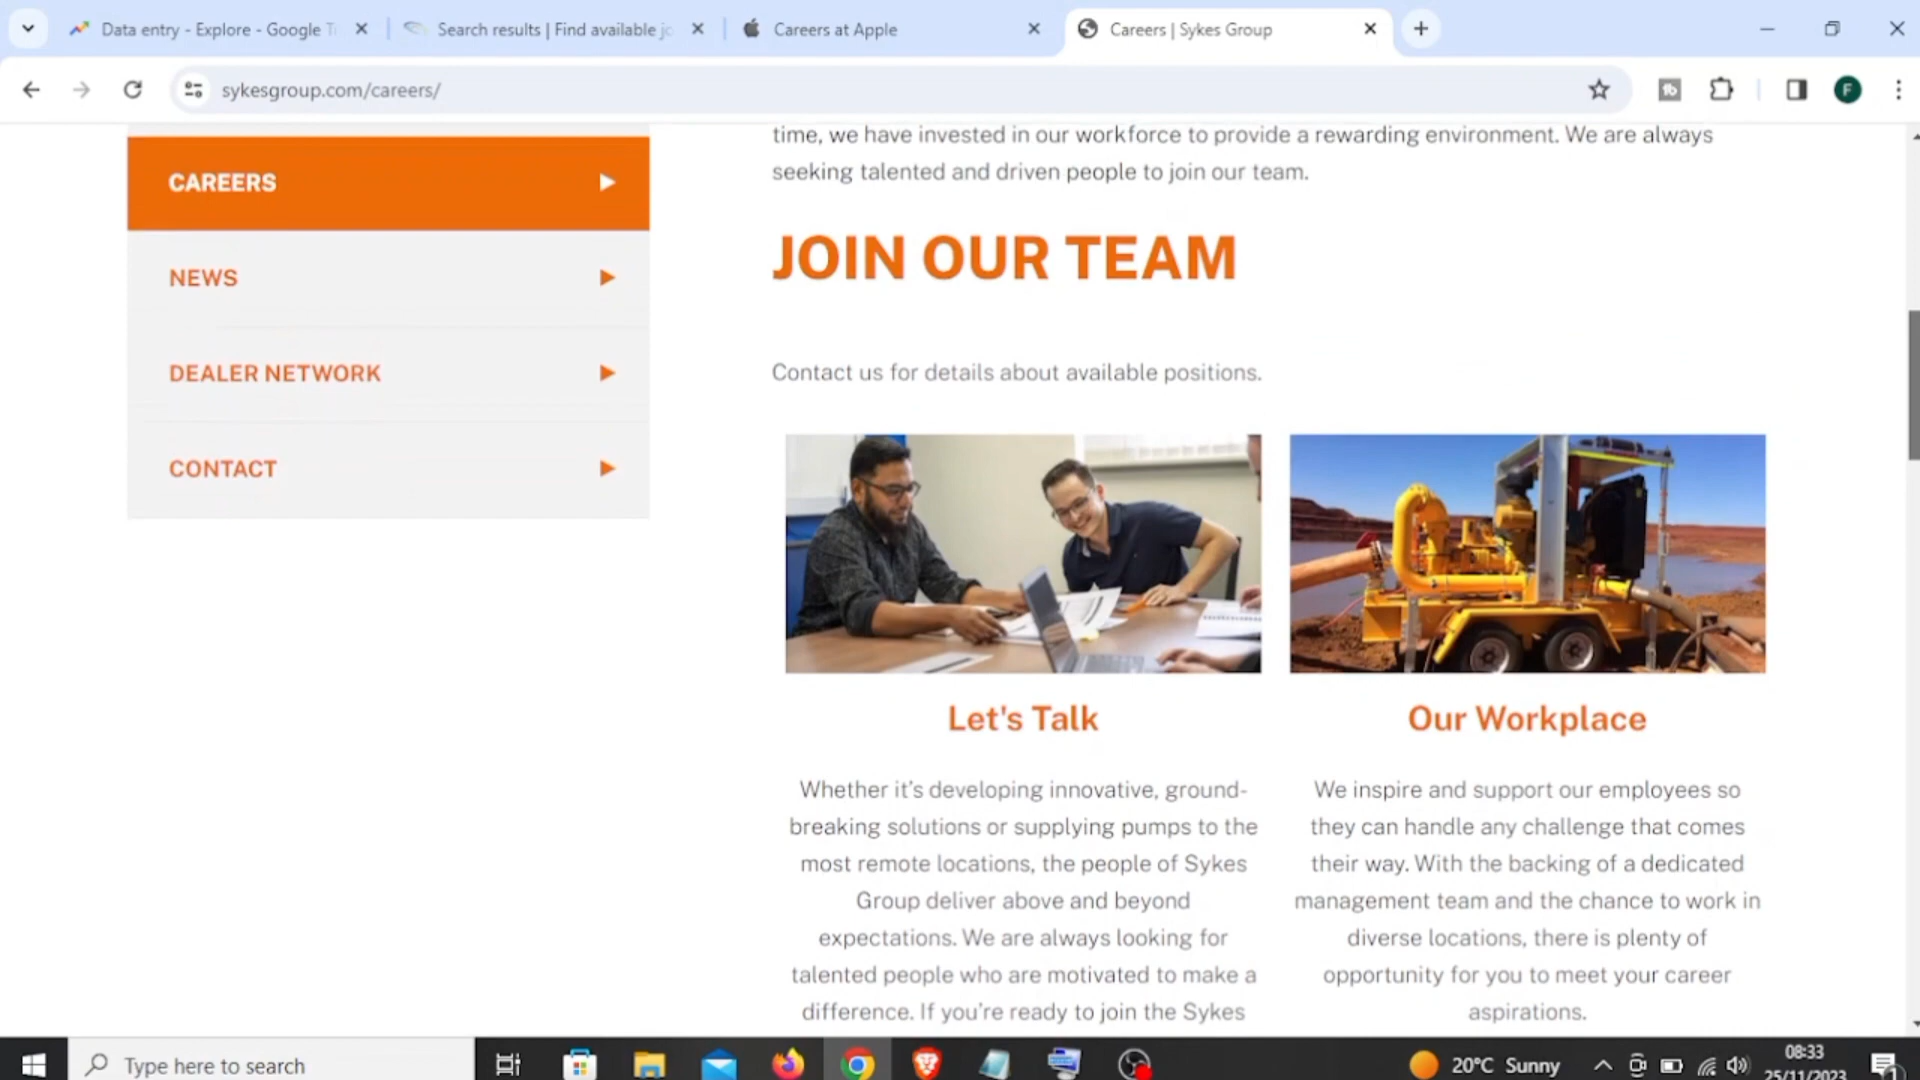 Data entry - Explore - Google T
Search results | Find available jo
Careers at Apple
Careers | Sykes Group
sykesgroup.com/careers/
F
CAREERS
NEWS
DEALER NETWORK
CONTACT
time, we have invested in our workforce to provide a rewarding environment. We are always
seeking talented and driven people to join our team.
JOIN OUR TEAM
Contact us for details about available positions.
Let's Talk
Whether it's developing innovative, ground-
breaking solutions or supplying pumps to the
most remote locations, the people of Sykes
Group deliver above and beyond
expectations. We are always looking for
talented people who are motivated to make a
difference. If you're ready to join the Sykes
Our Workplace
We inspire and support our employees so
they can handle any challenge that comes
their way. With the backing of a dedicated
management team and the chance to work in
diverse locations, there is plenty of
opportunity for you to meet your career
aspirations.
Type here to search
20°C Sunny
08:33
25/11/2023
1